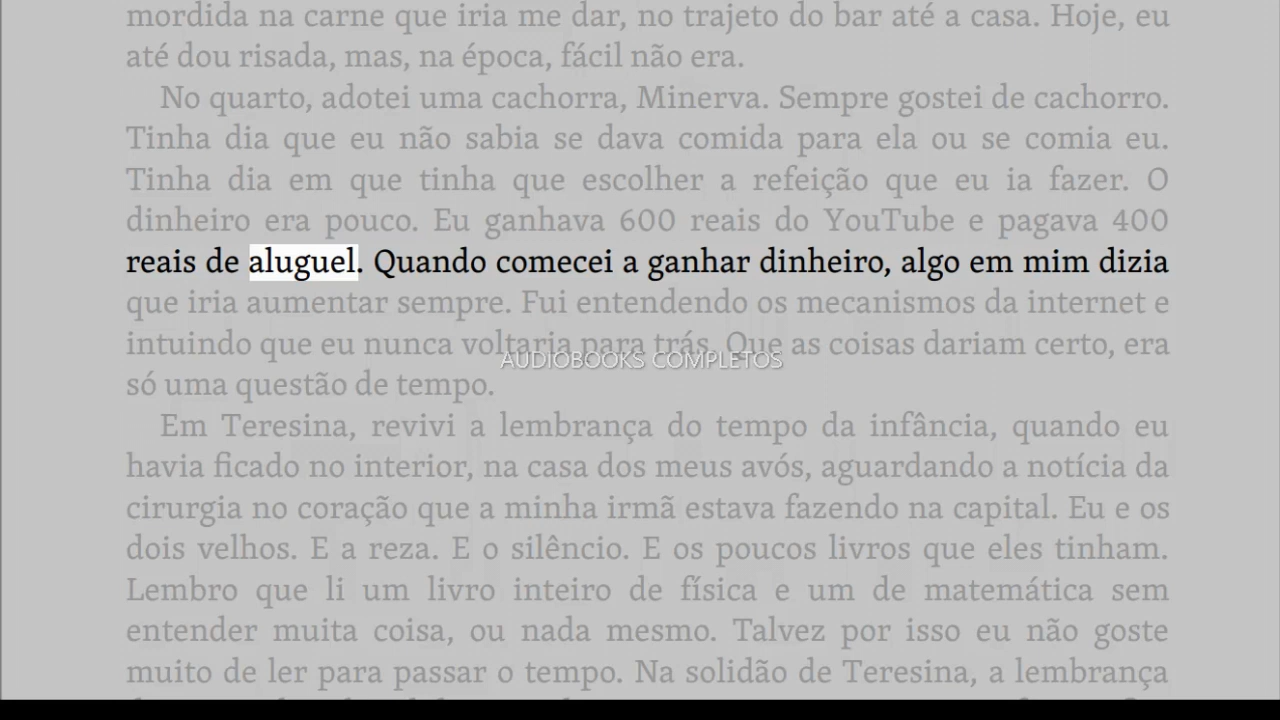 mordida na carne que iria me dar, no trajeto do bar até a casa. Hoje, eu
até dou risada, mas, na época, fácil não era.
No quarto, adotei uma cachorra, Minerva. Sempre gostei de cachorro.
Tinha dia que eu não sabia se dava comida para ela ou se comia eu.
Tinha dia em que tinha que escolher a refeição que eu ia fazer. O
dinheiro era pouco. Eu ganhava 600 reais do YouTube e pagava 400
reais de aluguel. Quando comecei a ganhar dinheiro, algo em mim dizia
que iria aumentar sempre. Fui entendendo os mecanismos da internet e
intuindo que eu nunca voltaria para trás. Que as coisas dariam certo, era
AUDIOBOOKS COMPLETOS
só uma questão de tempo.
Em Teresina, revivi a lembrança do tempo da infância, quando eu
havia ficado no interior, na casa dos meus avós, aguardando a notícia da
cirurgia no coração que a minha irmã estava fazendo na capital. Eu e os
dois velhos. E a reza. E o silêncio. E os poucos livros que eles tinham.
Lembro que li um livro inteiro de física e um de matemática sem
entender muita coisa, ou nada mesmo. Talvez por isso eu não goste
muito de ler para passar o tempo. Na solidão de Teresina, a lembrança